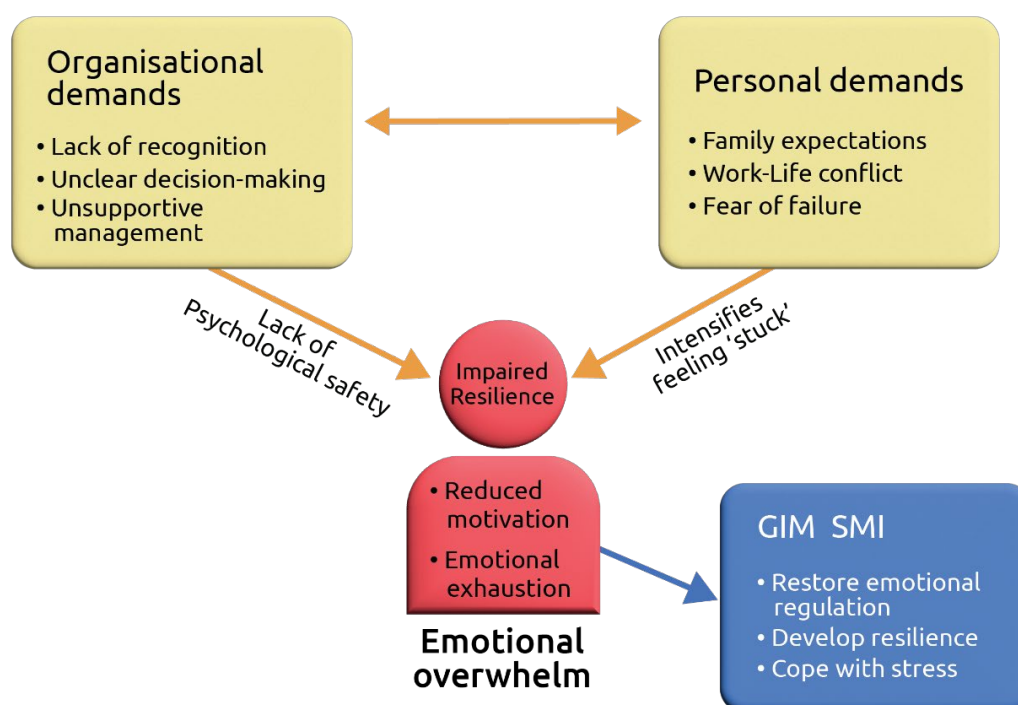 Organisational
demands
• Lack of recognition
• Unclear decision-making
• Unsupportive
management
Personal demands
• Family expectations
• Work-Life conflict
• Fear of failure
Lack of
Psychological safety
Intensifies
feeling ‘stuck’
Impaired
Resilience
• Reduced
motivation
• Emotional
exhaustion
Emotional
overwhelm
GIM SMI
• Restore emotional
regulation
• Develop resilience
• Cope with stress